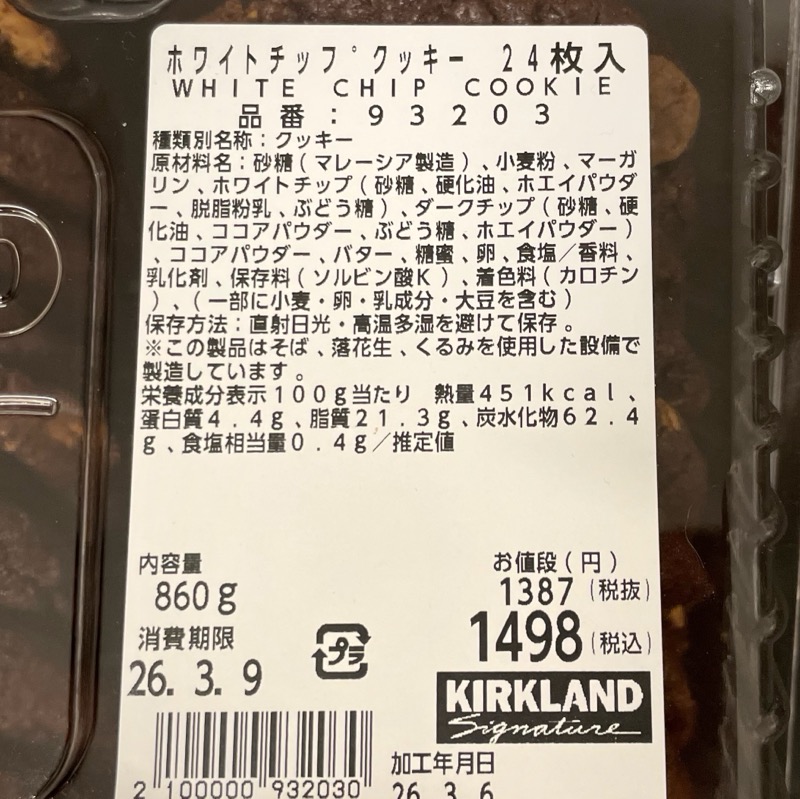 ホワイトチップクッキー 24枚入
WHITE CHIP COOKIE
品番：93203
種類別名称：クッキー
原材料名：砂糖（マレーシア製造）、小麦粉、マーガ
リン、ホワイトチップ（砂糖、硬化油、ホエイパウダ
ー、脱脂粉乳、ぶどう糖）、ダークチップ（砂糖、硬
化油、ココアパウダー、ぶどう糖、ホエイパウダー）
、ココアパウダー、バター、糖蜜、卵、食塩／香料、
乳化剤、保存料（ソルビン酸K）、着色料（カロチン
）、（一部に小麦・卵・乳成分・大豆を含む）
保存方法：直射日光・高温多湿を避けて保存。
※この製品はそば、落花生、くるみを使用した設備で
製造しています。
栄養成分表示100g当たり 熱量451kcal、
蛋白質4.4g、脂質21.3g、炭水化物62.4
g、食塩相当量0.4g／推定値
内容量 お値段（円）
860g 1387（税抜）
消費期限 プラ 1498（税込）
26. 3. 9 KIRKLAND
Signature
2 100000 932030 加工年月日
26. 3. 6